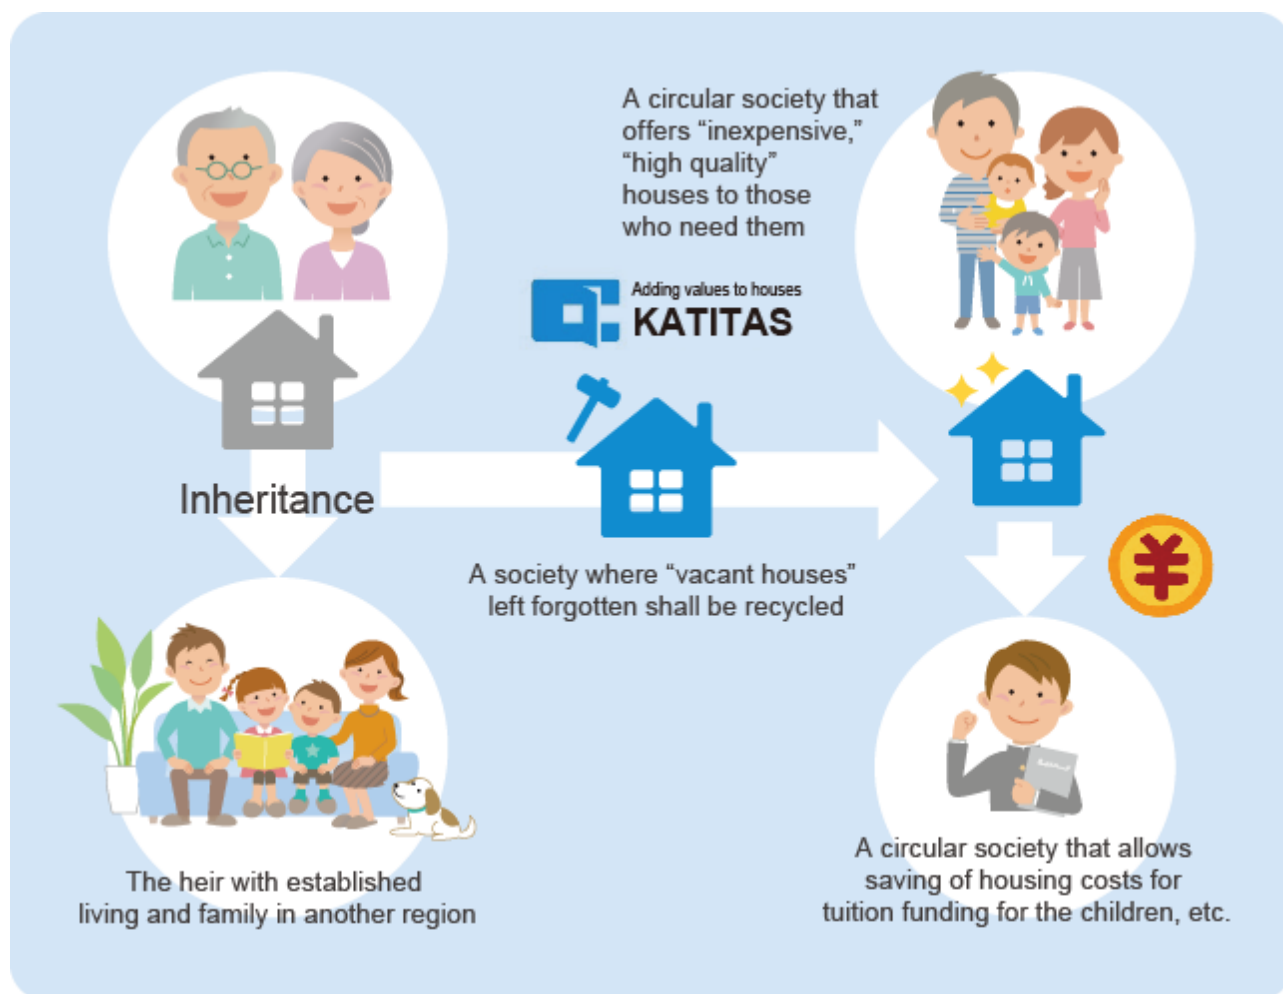 A circular society that
offers “inexpensive,”
“high quality”
houses to those
who need them
Adding values to houses
KATITAS
Inheritance
¥
A society where “vacant houses”
left forgotten shall be recycled
The heir with established
living and family in another region
A circular society that allows
saving of housing costs for
tuition funding for the children, etc.